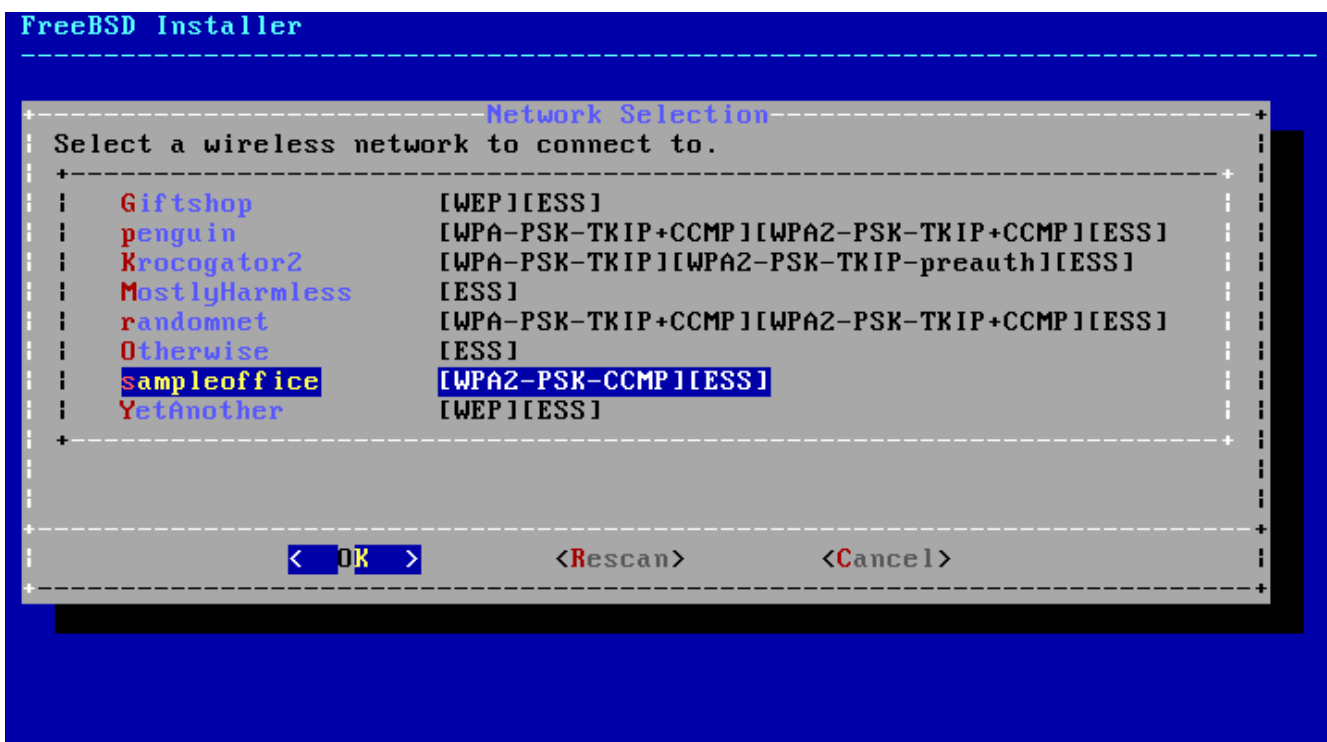 FreeBSD Installer
Network Selection
Select a wireless network to connect to.
Giftshop [WEP][ESS]
penguin [WPA-PSK-TKIP+CCMP][WPA2-PSK-TKIP+CCMP][ESS]
Krocogator2 [WPA-PSK-TKIP][WPA2-PSK-TKIP-preauth][ESS]
MostlyHarmless [ESS]
randomnet [WPA-PSK-TKIP+CCMP][WPA2-PSK-TKIP+CCMP][ESS]
Otherwise [ESS]
sampleoffice [WPA2-PSK-CCMP][ESS]
YetAnother [WEP][ESS]
< OK > <Rescan> <Cancel>